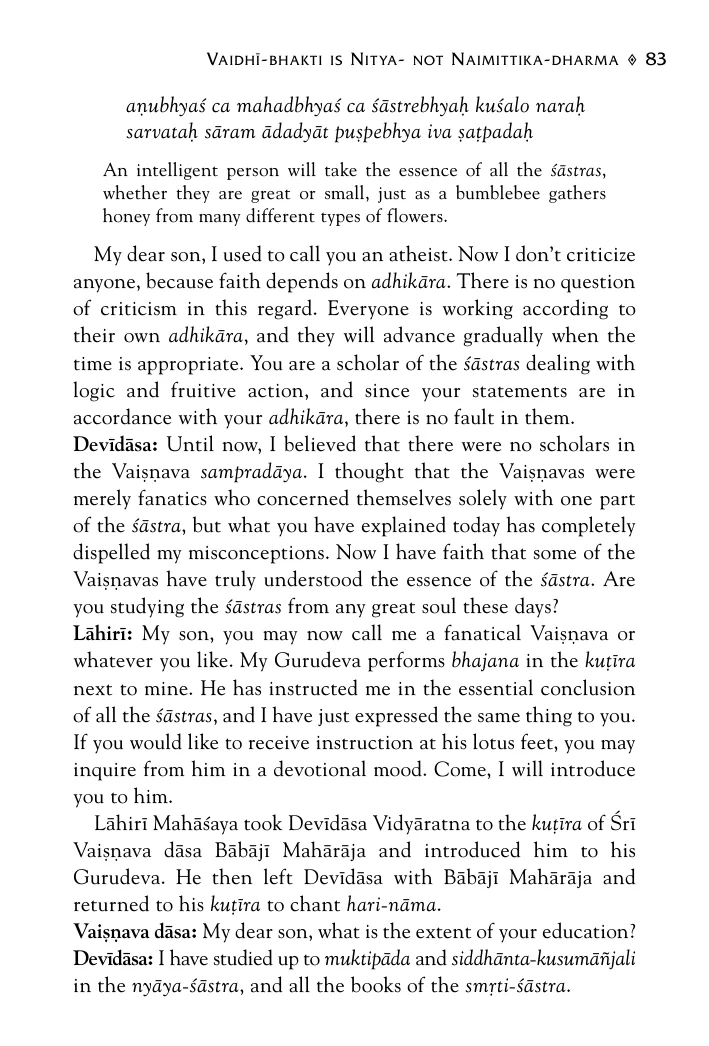 Vaidhī-bhakti is Nitya- not Naimittika-dharma ◊ 83
aṇubhyaś ca mahadbhyaś ca śāstrebhyaḥ kuśalo naraḥ
sarvataḥ sāram ādadyāt puṣpebhya iva ṣaṭpadaḥ
An intelligent person will take the essence of all the śāstras,
whether they are great or small, just as a bumblebee gathers
honey from many different types of flowers.
My dear son, I used to call you an atheist. Now I don't criticize
anyone, because faith depends on adhikāra. There is no question
of criticism in this regard. Everyone is working according to
their own adhikāra, and they will advance gradually when the
time is appropriate. You are a scholar of the śāstras dealing with
logic and fruitive action, and since your statements are in
accordance with your adhikāra, there is no fault in them.
Devīdāsa: Until now, I believed that there were no scholars in
the Vaiṣṇava sampradāya. I thought that the Vaiṣṇavas were
merely fanatics who concerned themselves solely with one part
of the śāstra, but what you have explained today has completely
dispelled my misconceptions. Now I have faith that some of the
Vaiṣṇavas have truly understood the essence of the śāstra. Are
you studying the śāstras from any great soul these days?
Lāhirī: My son, you may now call me a fanatical Vaiṣṇava or
whatever you like. My Gurudeva performs bhajana in the kuṭīra
next to mine. He has instructed me in the essential conclusion
of all the śāstras, and I have just expressed the same thing to you.
If you would like to receive instruction at his lotus feet, you may
inquire from him in a devotional mood. Come, I will introduce
you to him.
Lāhirī Mahāśaya took Devīdāsa Vidyāratna to the kuṭīra of Śrī
Vaiṣṇava dāsa Bābājī Mahārāja and introduced him to his
Gurudeva. He then left Devīdāsa with Bābājī Mahārāja and
returned to his kuṭīra to chant hari-nāma.
Vaiṣṇava dāsa: My dear son, what is the extent of your education?
Devīdāsa: I have studied up to muktipāda and siddhānta-kusumāñjali
in the nyāya-śāstra, and all the books of the smṛti-śāstra.